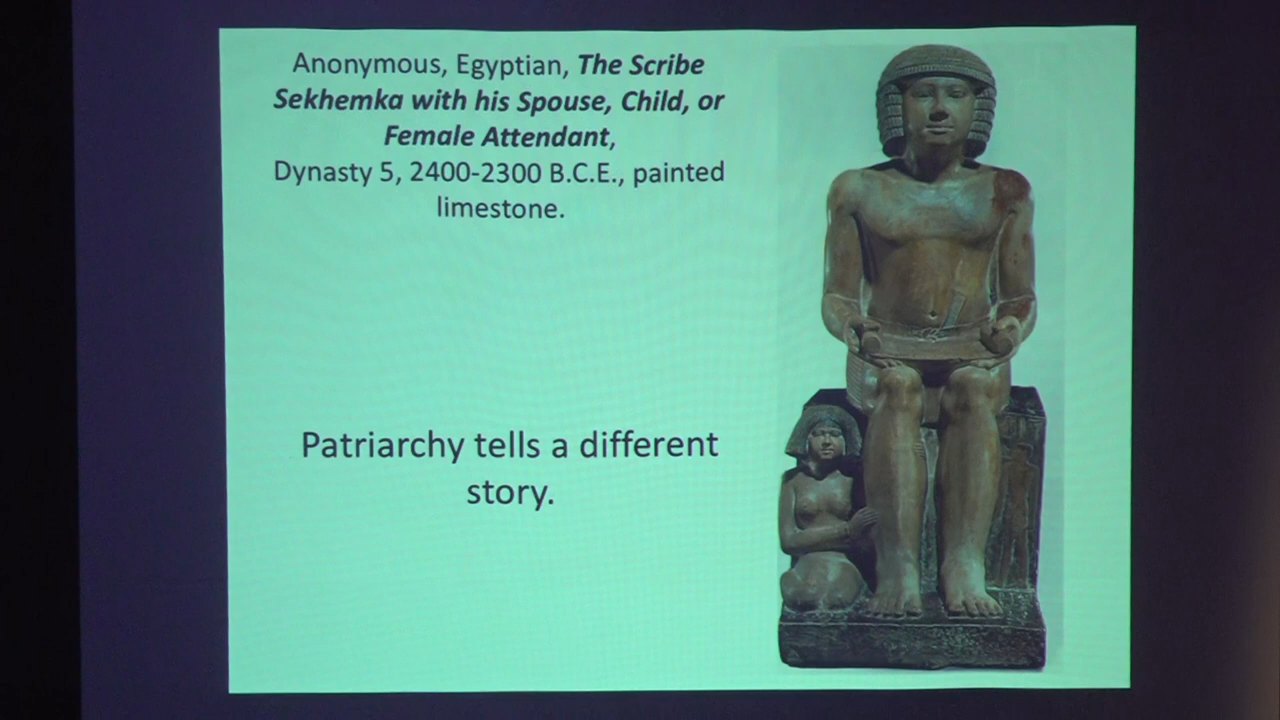 Anonymous, Egyptian, The Scribe
Sekhemka with his Spouse, Child, or
Female Attendant,
Dynasty 5, 2400-2300 B.C.E., painted
limestone.
Patriarchy tells a different
story.